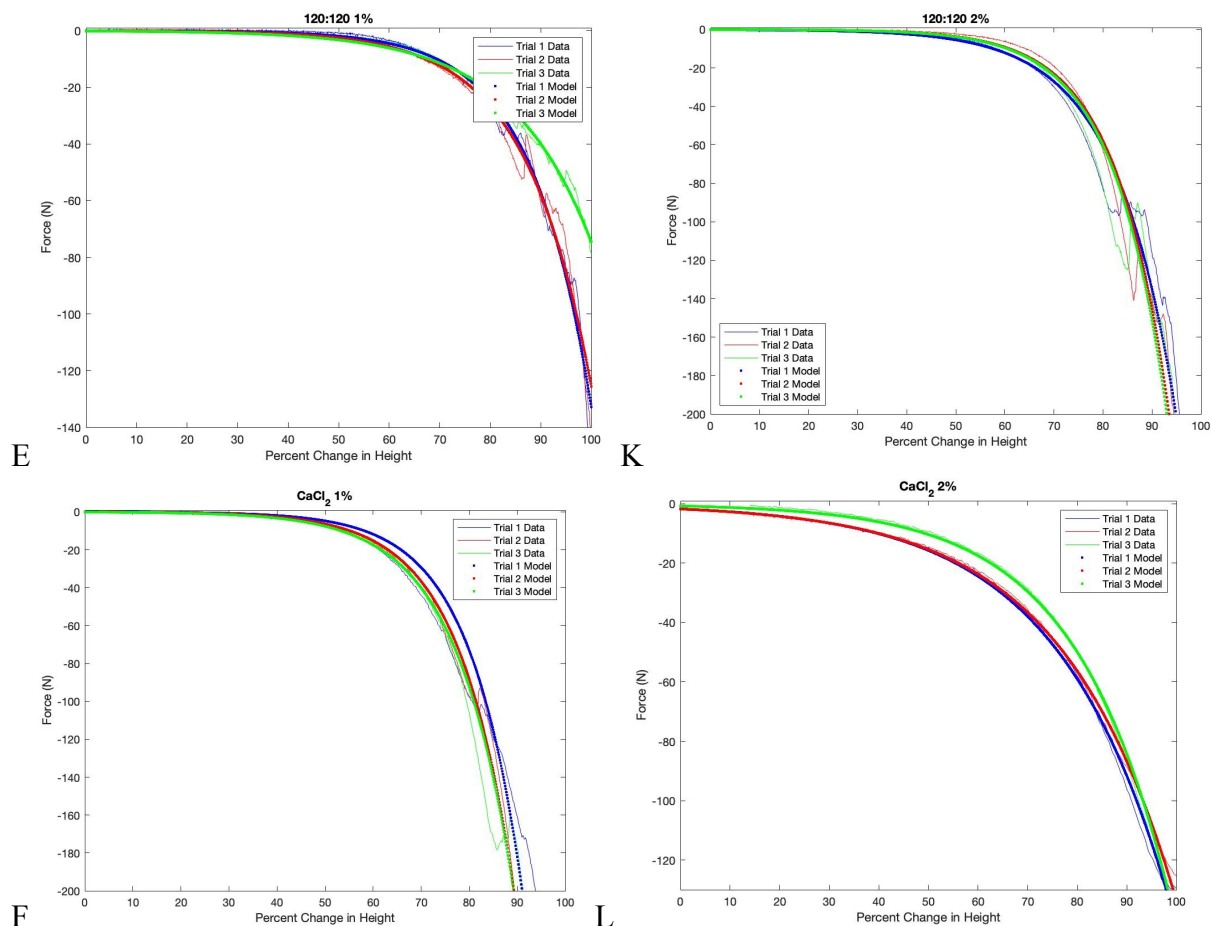 120:120 1%
0
-20
-40
-60
-80
-100
-120
-140
Force (N)
Trial 1 Data
Trial 2 Data
Trial 3 Data
Trial 1 Model
Trial 2 Model
Trial 3 Model
0 10 20 30 40 50 60 70 80 90 100
Percent Change in Height
E
120:120 2%
0
-20
-40
-60
-80
-100
-120
-140
-160
-180
-200
Force (N)
Trial 1 Data
Trial 2 Data
Trial 3 Data
Trial 1 Model
Trial 2 Model
Trial 3 Model
0 10 20 30 40 50 60 70 80 90 100
Percent Change in Height
K
CaCl₂ 1%
0
-20
-40
-60
-80
-100
-120
-140
-160
-180
-200
Force (N)
Trial 1 Data
Trial 2 Data
Trial 3 Data
Trial 1 Model
Trial 2 Model
Trial 3 Model
0 10 20 30 40 50 60 70 80 90 100
Percent Change in Height
F
CaCl₂ 2%
0
-20
-40
-60
-80
-100
-120
Force (N)
Trial 1 Data
Trial 2 Data
Trial 3 Data
Trial 1 Model
Trial 2 Model
Trial 3 Model
0 10 20 30 40 50 60 70 80 90 100
Percent Change in Height
L